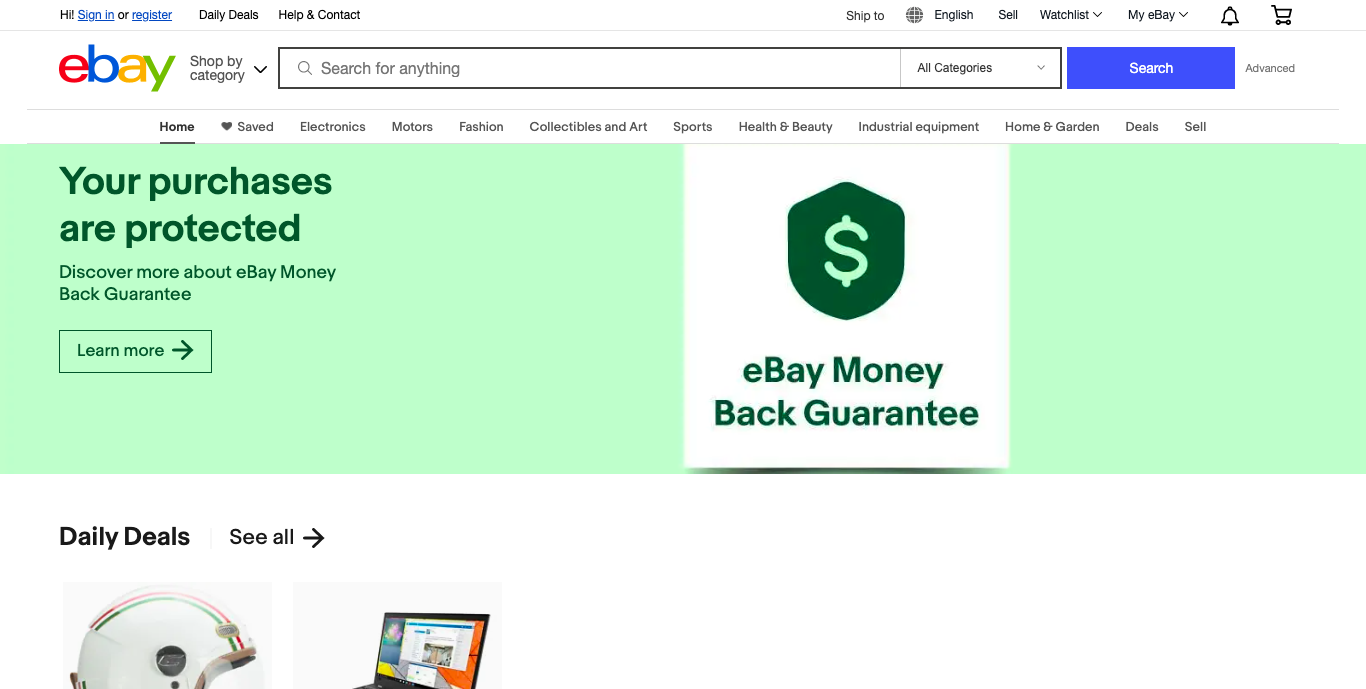 Hi! Sign in or register Daily Deals Help & Contact Ship to English Sell Watchlist My eBay
ebay
Shop by
category
Search for anything All Categories Search Advanced
Home Saved Electronics Motors Fashion Collectibles and Art Sports Health & Beauty Industrial equipment Home & Garden Deals Sell
Your purchases
are protected
Discover more about eBay Money
Back Guarantee
Learn more
$
eBay Money
Back Guarantee
Daily Deals See all